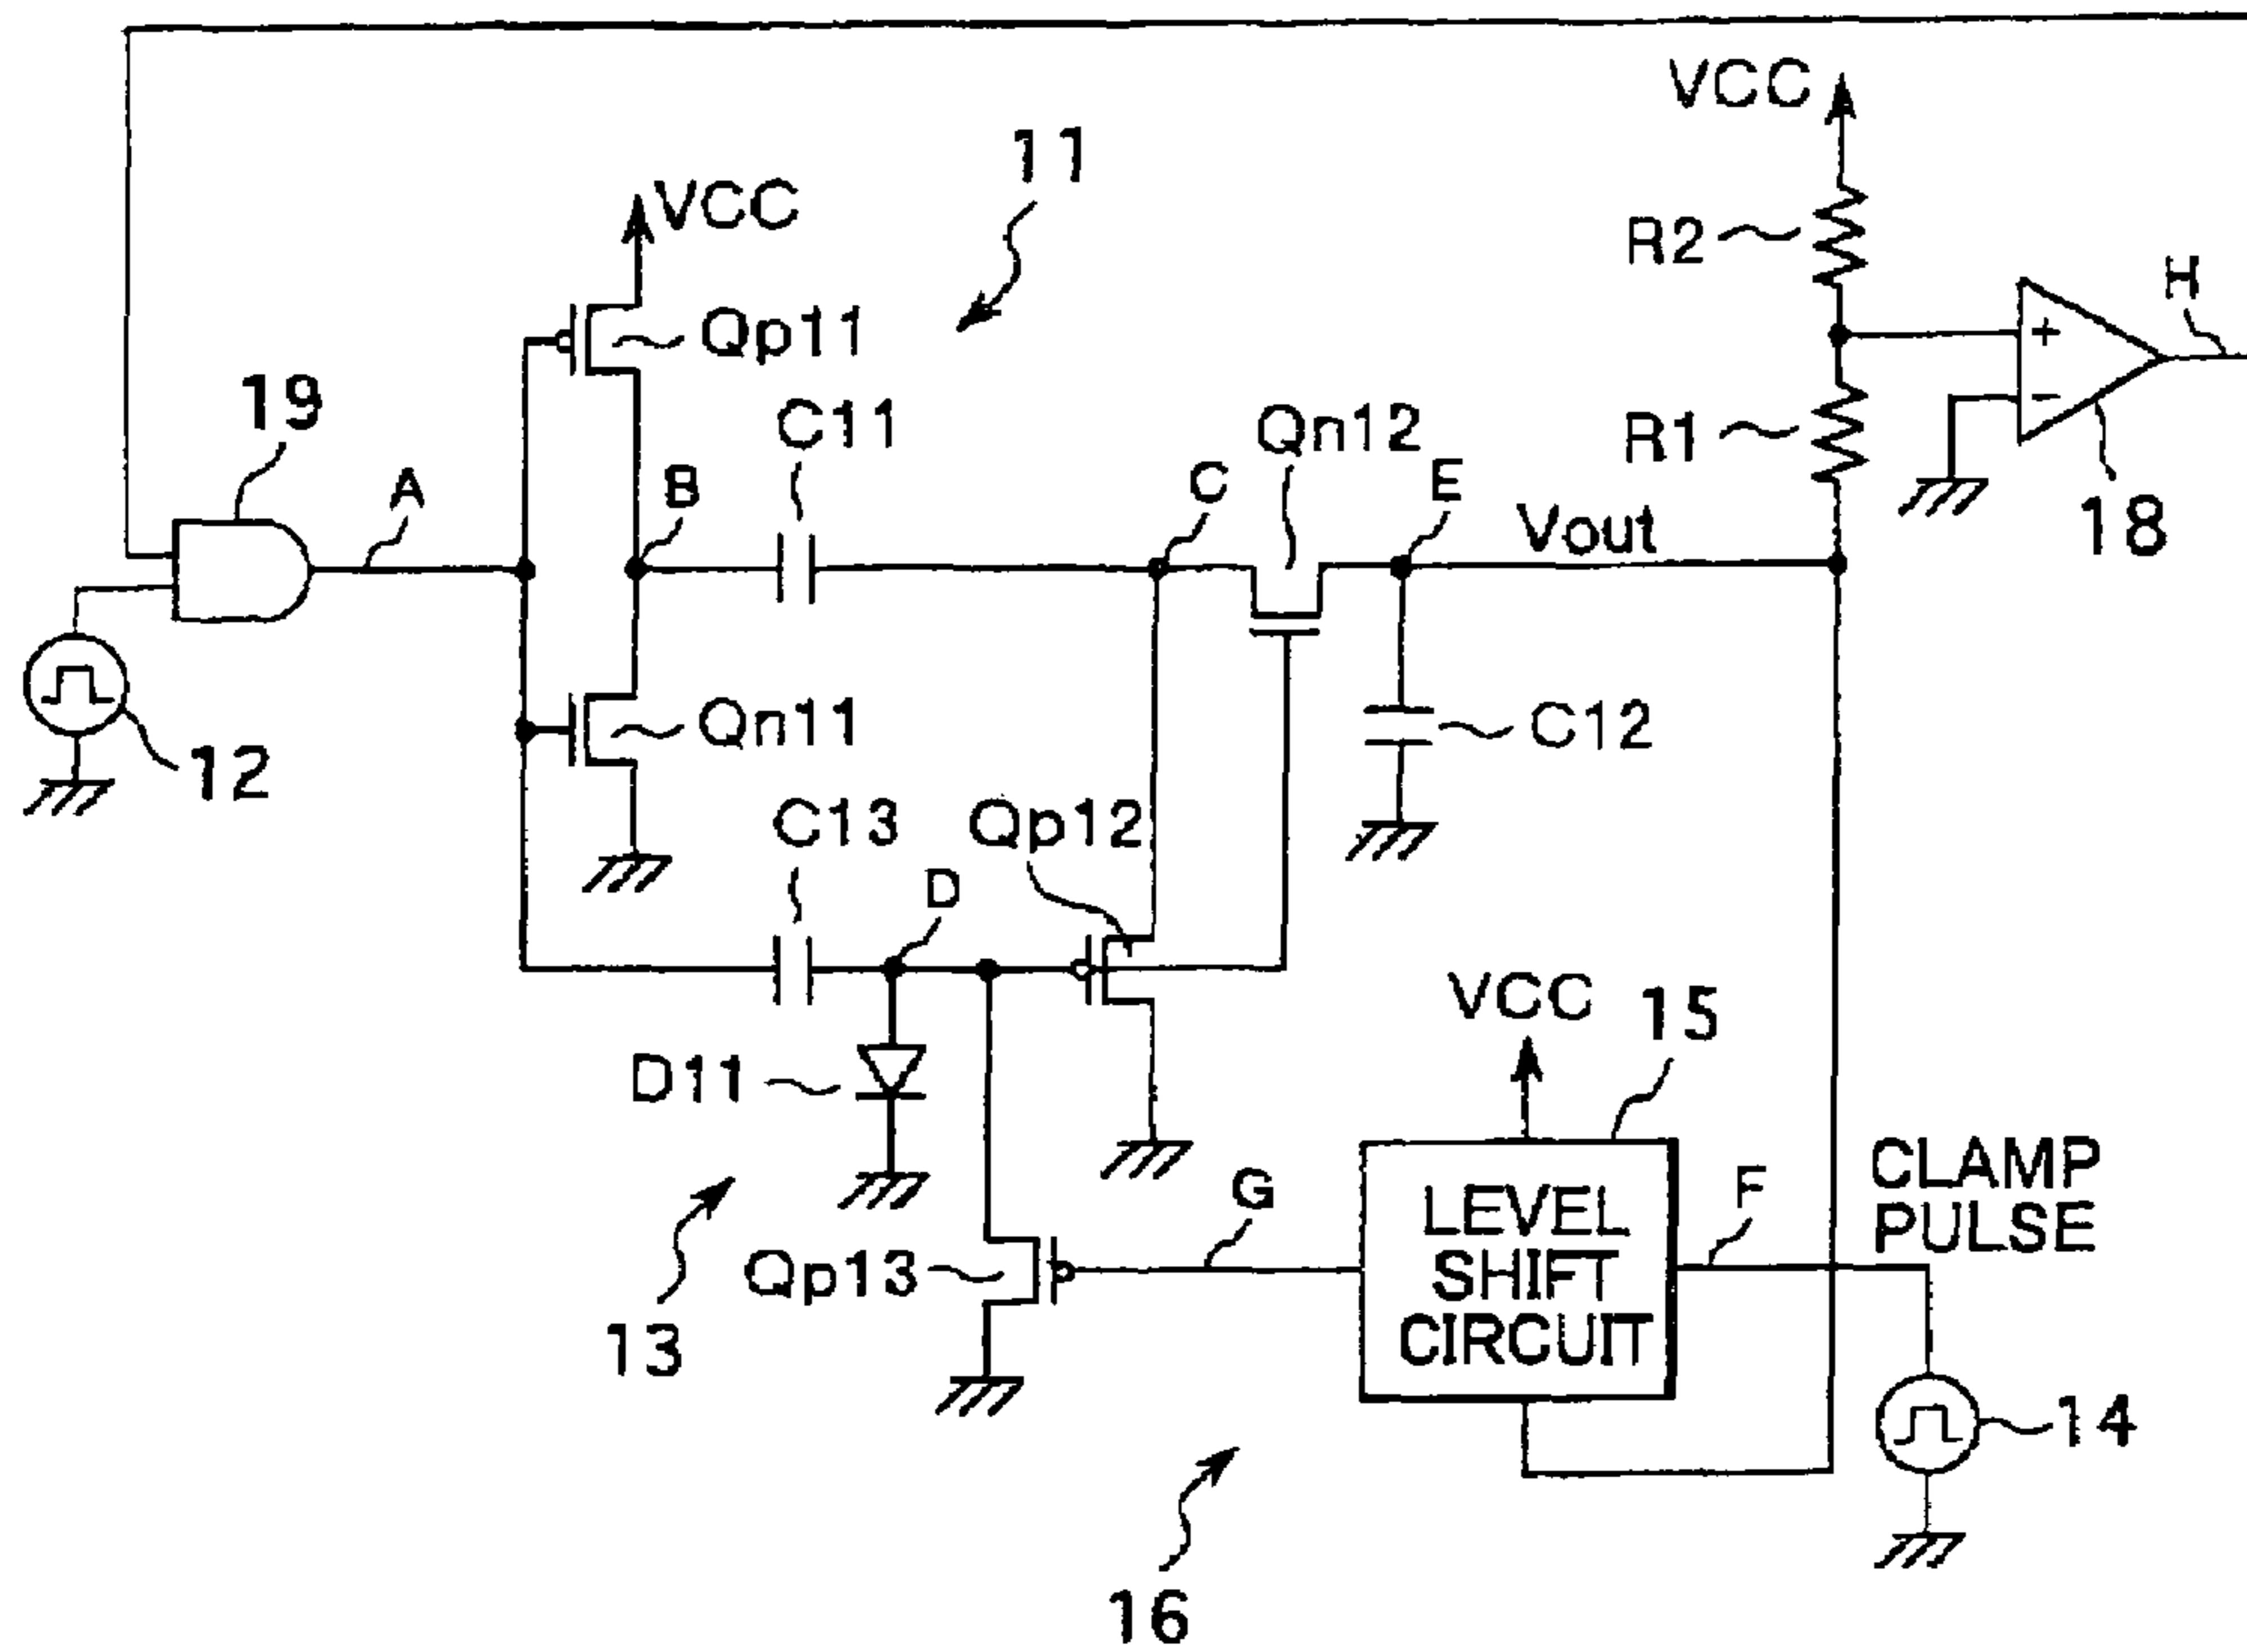 VCC
11
VCC
R2
H
Qp11
+
19
C11
Qn12
R1
−
A
B
C
E
Vout
18
12
Qn11
C12
C13
Qp12
D
VCC
15
D11
CLAMP
PULSE
G
LEVEL
SHIFT
CIRCUIT
F
Qp13
13
14
16